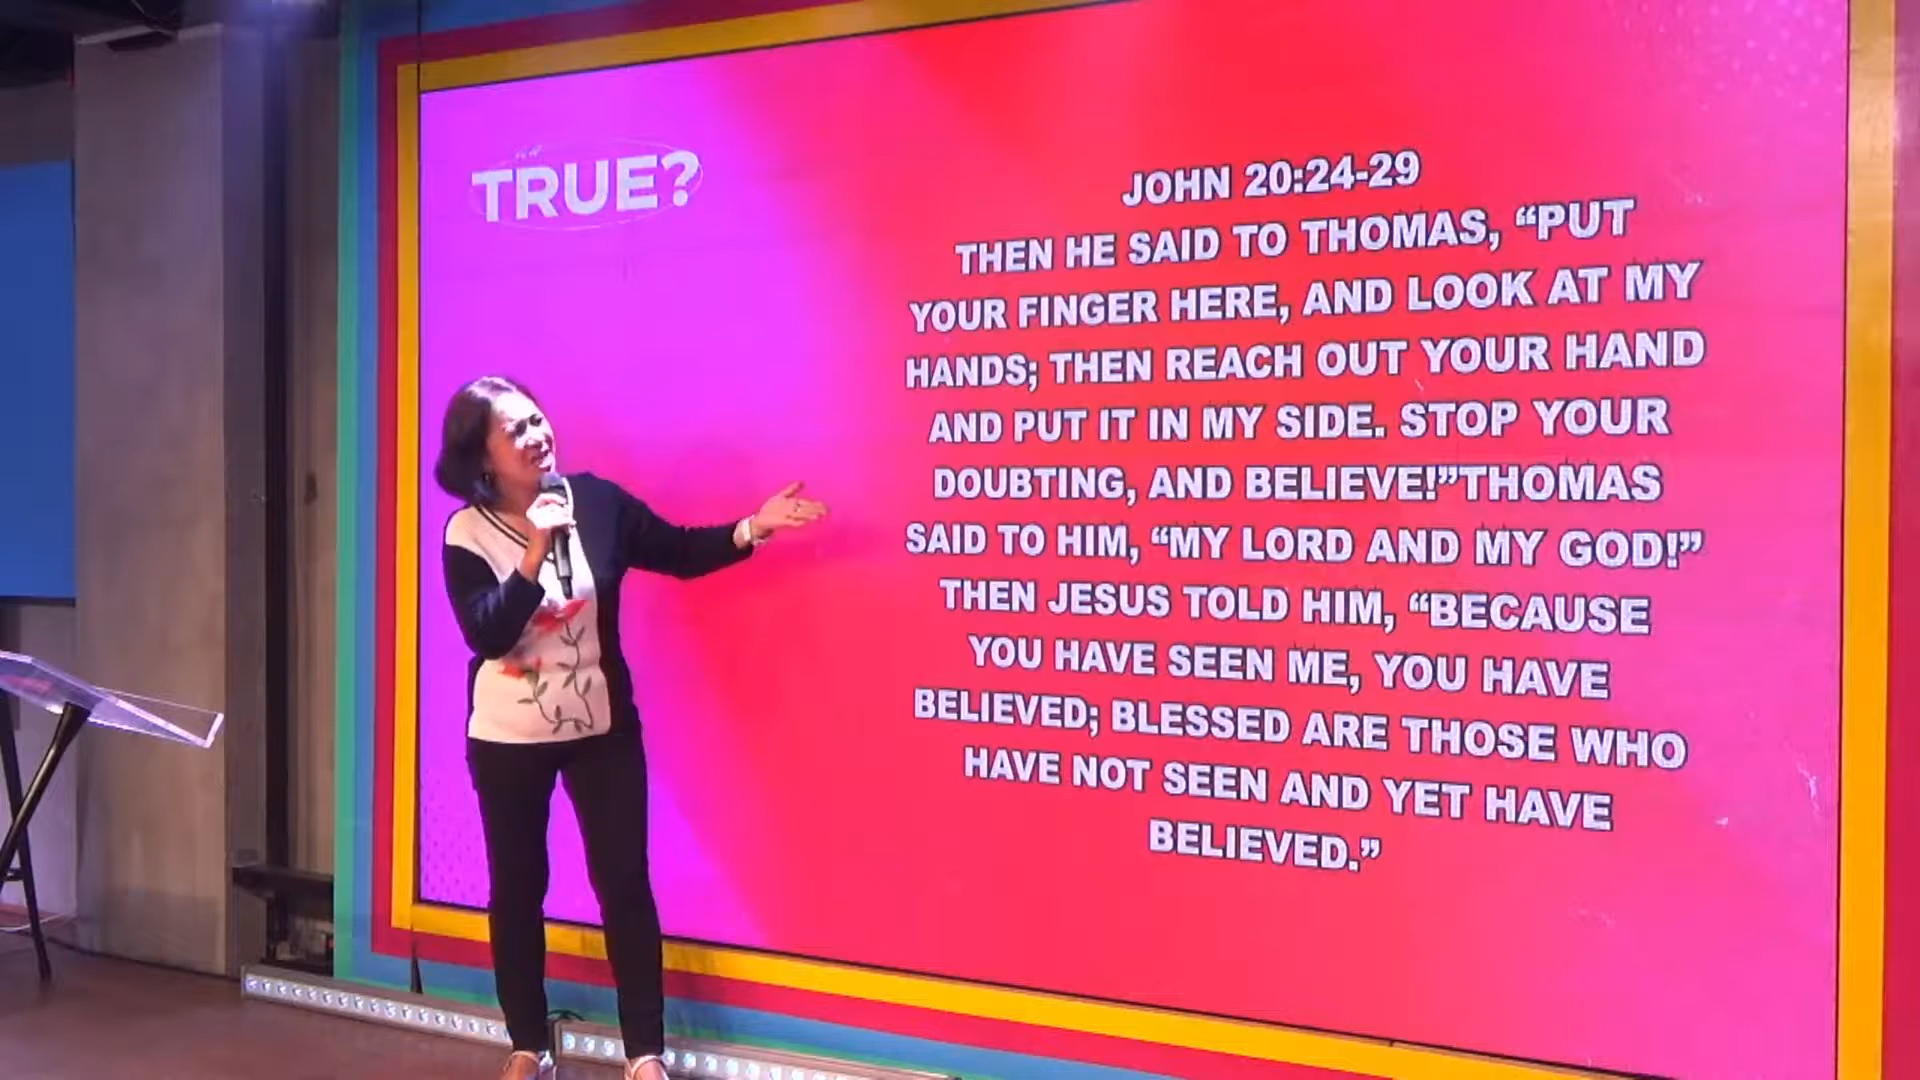 TRUE?
JOHN 20:24-29
THEN HE SAID TO THOMAS, “PUT
YOUR FINGER HERE, AND LOOK AT MY
HANDS; THEN REACH OUT YOUR HAND
AND PUT IT IN MY SIDE. STOP YOUR
DOUBTING, AND BELIEVE!”THOMAS
SAID TO HIM, “MY LORD AND MY GOD!”
THEN JESUS TOLD HIM, “BECAUSE
YOU HAVE SEEN ME, YOU HAVE
BELIEVED; BLESSED ARE THOSE WHO
HAVE NOT SEEN AND YET HAVE
BELIEVED.”